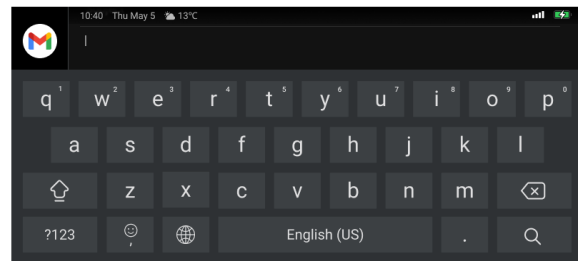 10:40 Thu May 5 13°C
q 1 w 2 e 3 r 4 t 5 y 6 u 7 i 8 o 9 p 0
a s d f g h j k l
z x c v b n m
?123 , English (US) .